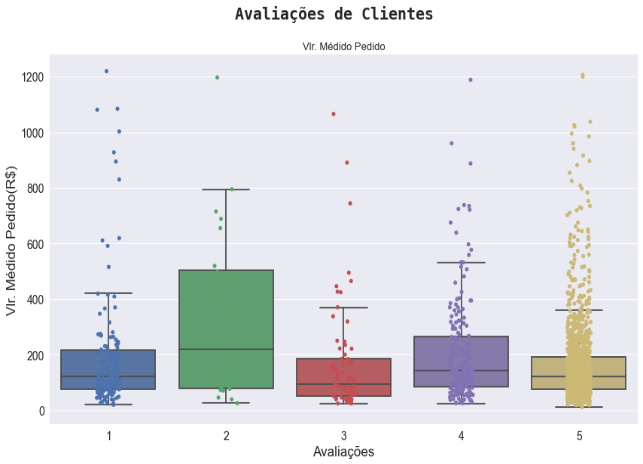 Avaliações de Clientes
Vlr. Médido Pedido
1200
1000
800
600
400
200
0
Vlr. Médido Pedido(R$)
1 2 3 4 5
Avaliações